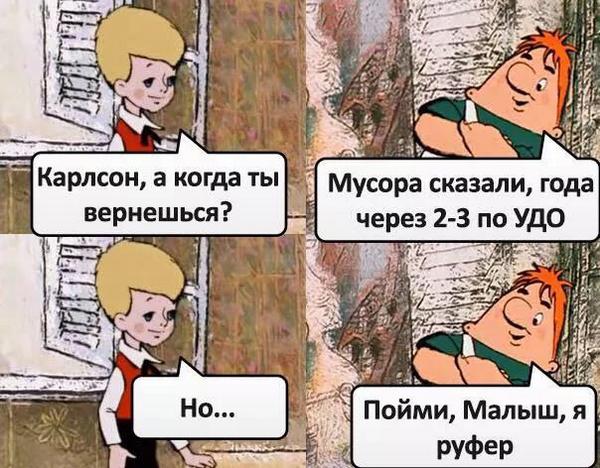 Карлсон, а когда ты
вернешься?
Мусора сказали, года
через 2-3 по УДО
Но...
Пойми, Малыш, я
руфер